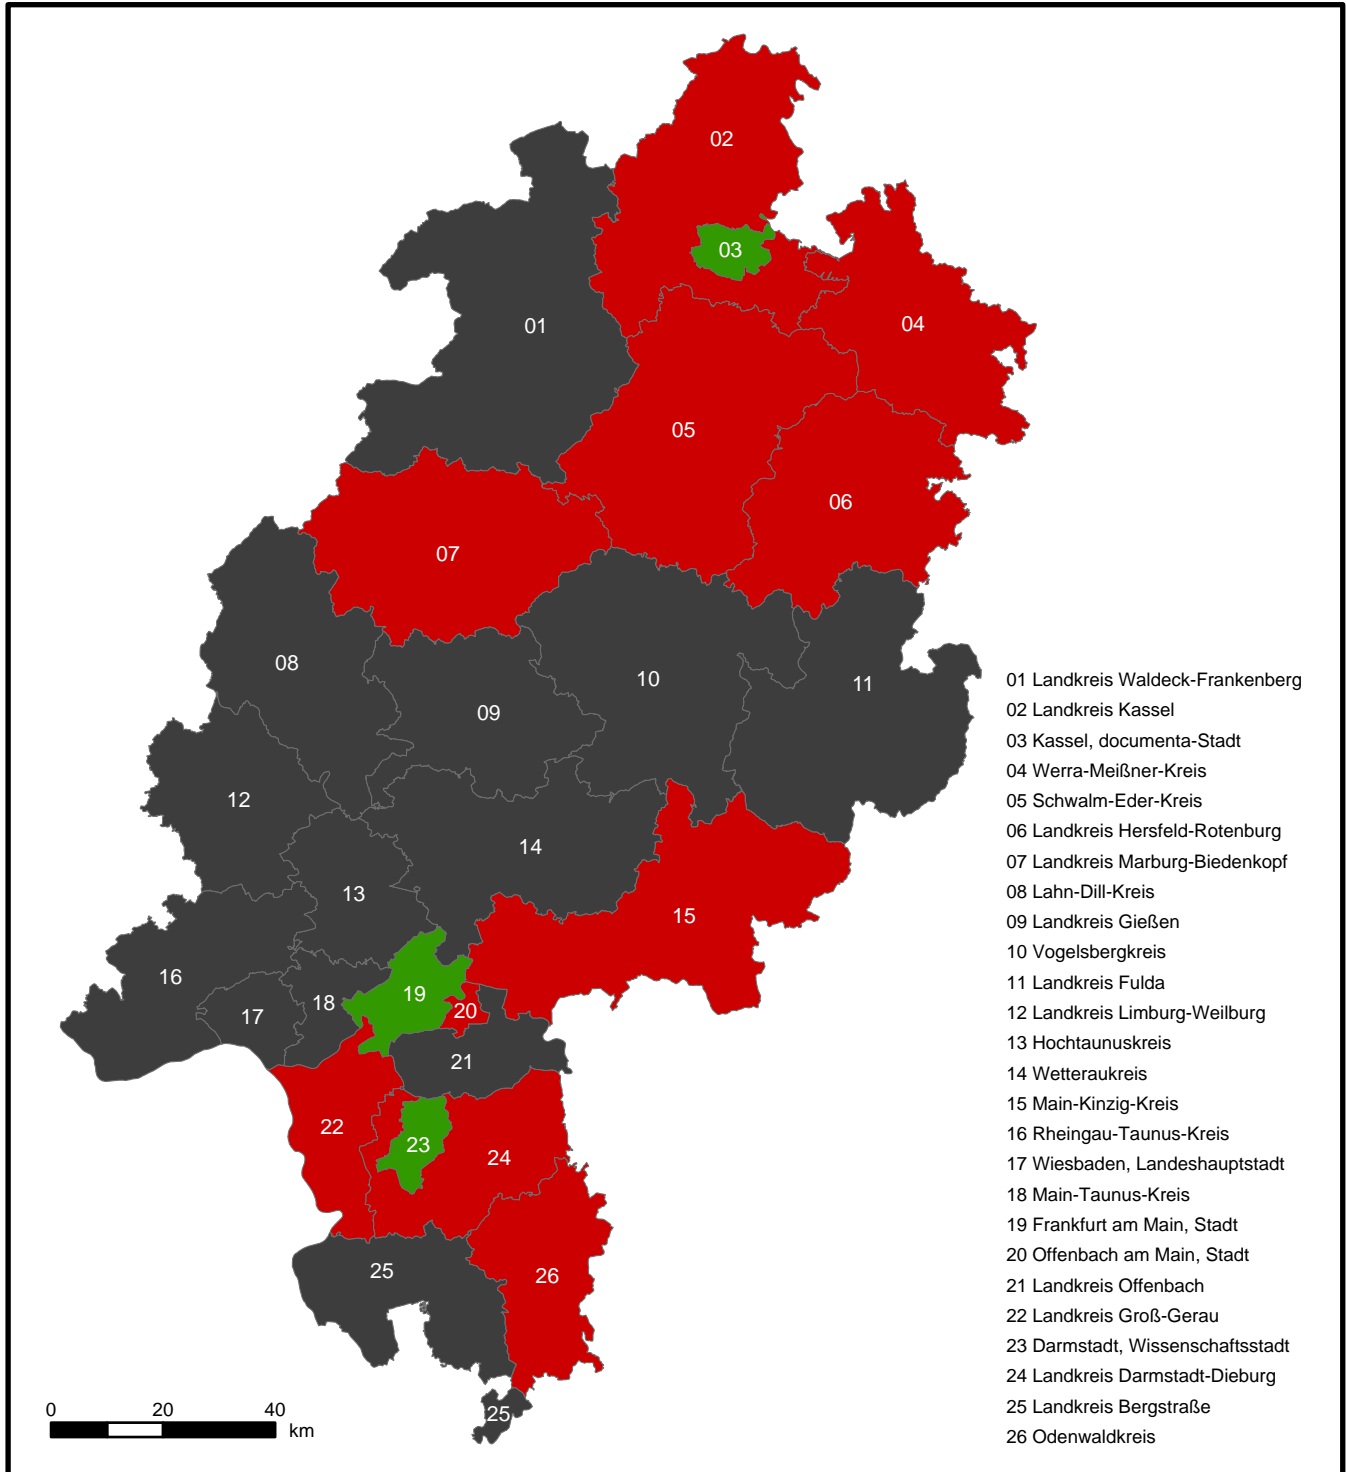 02
03
01
04
05
06
07
08
10
11
09
12
14
13
15
16
19
18
20
17
21
22
23
24
25
26
25
01 Landkreis Waldeck-Frankenberg
02 Landkreis Kassel
03 Kassel, documenta-Stadt
04 Werra-Meißner-Kreis
05 Schwalm-Eder-Kreis
06 Landkreis Hersfeld-Rotenburg
07 Landkreis Marburg-Biedenkopf
08 Lahn-Dill-Kreis
09 Landkreis Gießen
10 Vogelsbergkreis
11 Landkreis Fulda
12 Landkreis Limburg-Weilburg
13 Hochtaunuskreis
14 Wetteraukreis
15 Main-Kinzig-Kreis
16 Rheingau-Taunus-Kreis
17 Wiesbaden, Landeshauptstadt
18 Main-Taunus-Kreis
19 Frankfurt am Main, Stadt
20 Offenbach am Main, Stadt
21 Landkreis Offenbach
22 Landkreis Groß-Gerau
23 Darmstadt, Wissenschaftsstadt
24 Landkreis Darmstadt-Dieburg
25 Landkreis Bergstraße
26 Odenwaldkreis
0 20 40
km